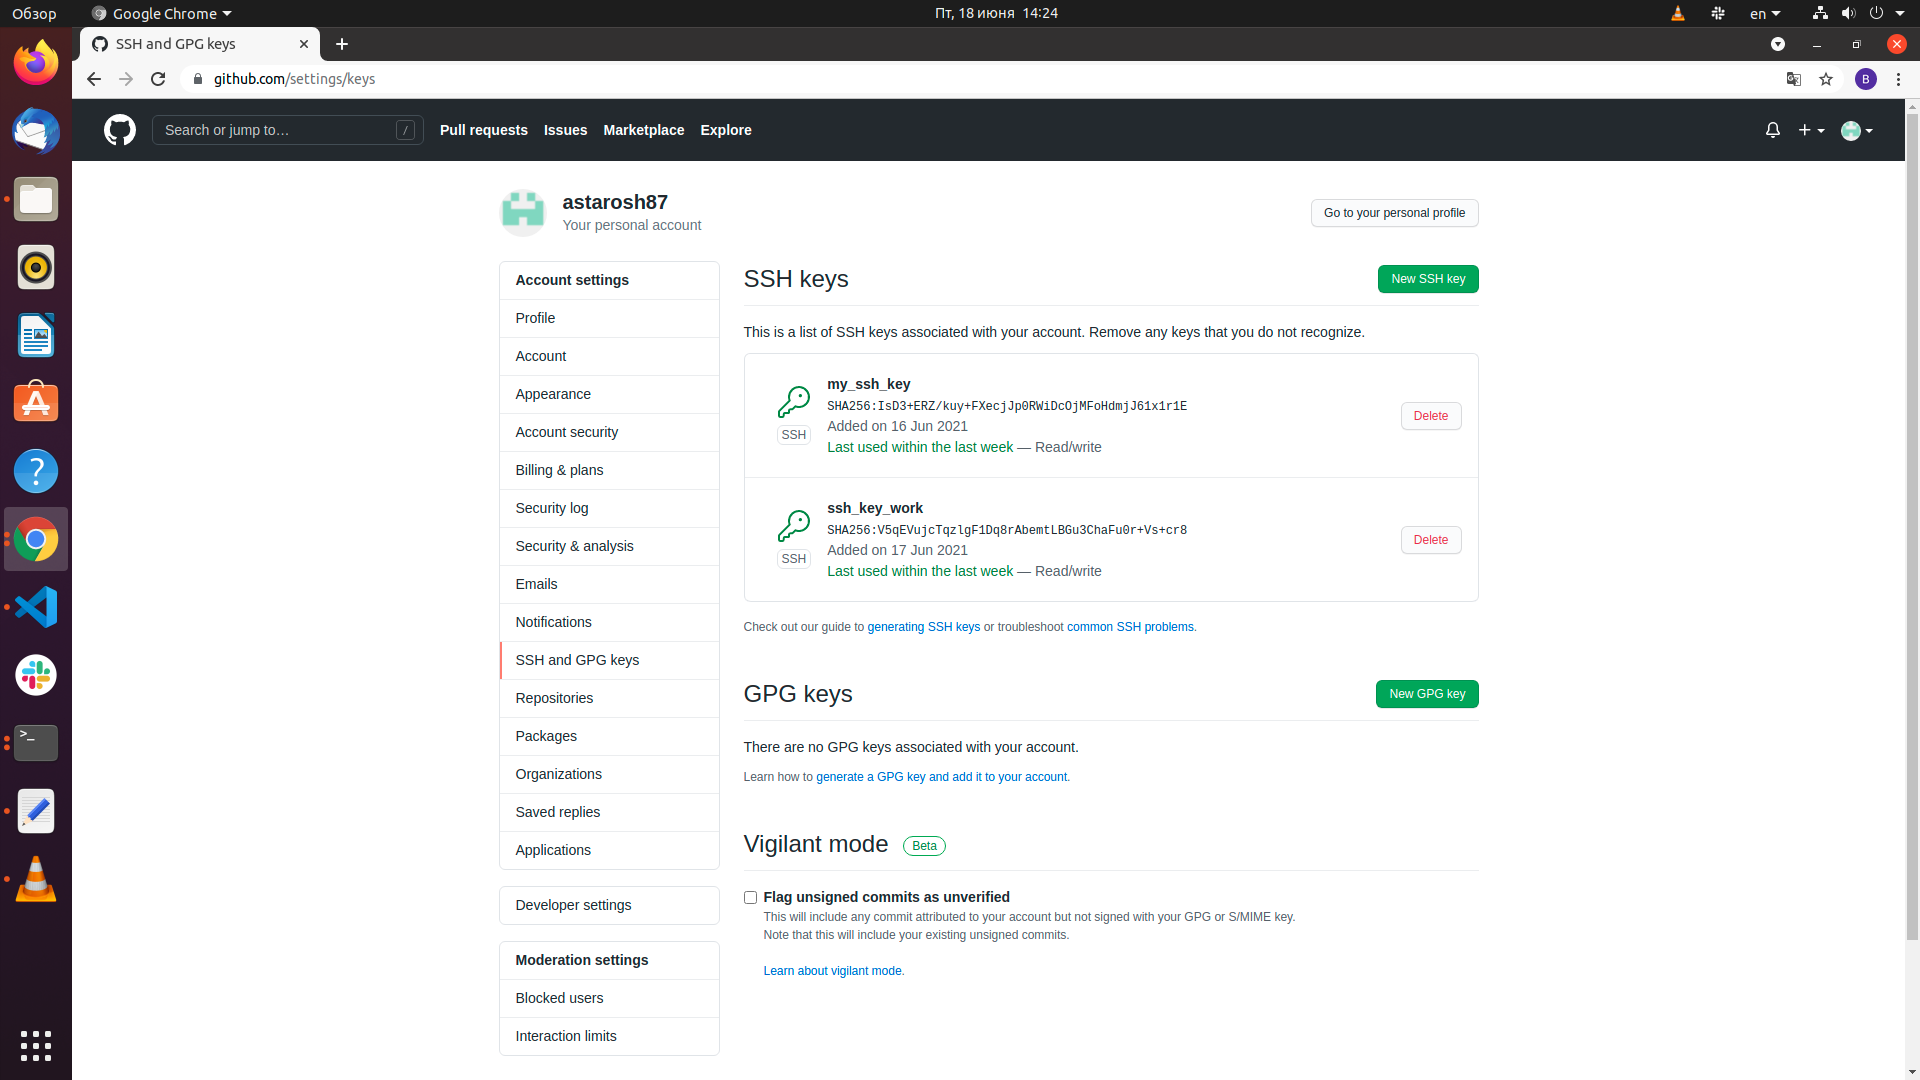 Обзор
Google Chrome
Пт, 18 июня 14:24
en
SSH and GPG keys
github.com/settings/keys
B
Search or jump to…
/
Pull requests
Issues
Marketplace
Explore
astarosh87
Your personal account
Go to your personal profile
Account settings
Profile
Account
Appearance
Account security
Billing & plans
Security log
Security & analysis
Emails
Notifications
SSH and GPG keys
Repositories
Packages
Organizations
Saved replies
Applications
Developer settings
Moderation settings
Blocked users
Interaction limits
SSH keys
New SSH key
This is a list of SSH keys associated with your account. Remove any keys that you do not recognize.
my_ssh_key
SHA256:IsD3+ERZ/kuy+FXecjJp0RWiDcOjMFoHdmjJ61x1r1E
Added on 16 Jun 2021
Last used within the last week — Read/write
SSH
Delete
ssh_key_work
SHA256:V5qEVujcTqzlgF1Dq8rAbemtLBGu3ChaFu0r+Vs+cr8
Added on 17 Jun 2021
Last used within the last week — Read/write
SSH
Delete
Check out our guide to generating SSH keys or troubleshoot common SSH problems.
GPG keys
New GPG key
There are no GPG keys associated with your account.
Learn how to generate a GPG key and add it to your account.
Vigilant mode
Beta
Flag unsigned commits as unverified
This will include any commit attributed to your account but not signed with your GPG or S/MIME key.
Note that this will include your existing unsigned commits.
Learn about vigilant mode.